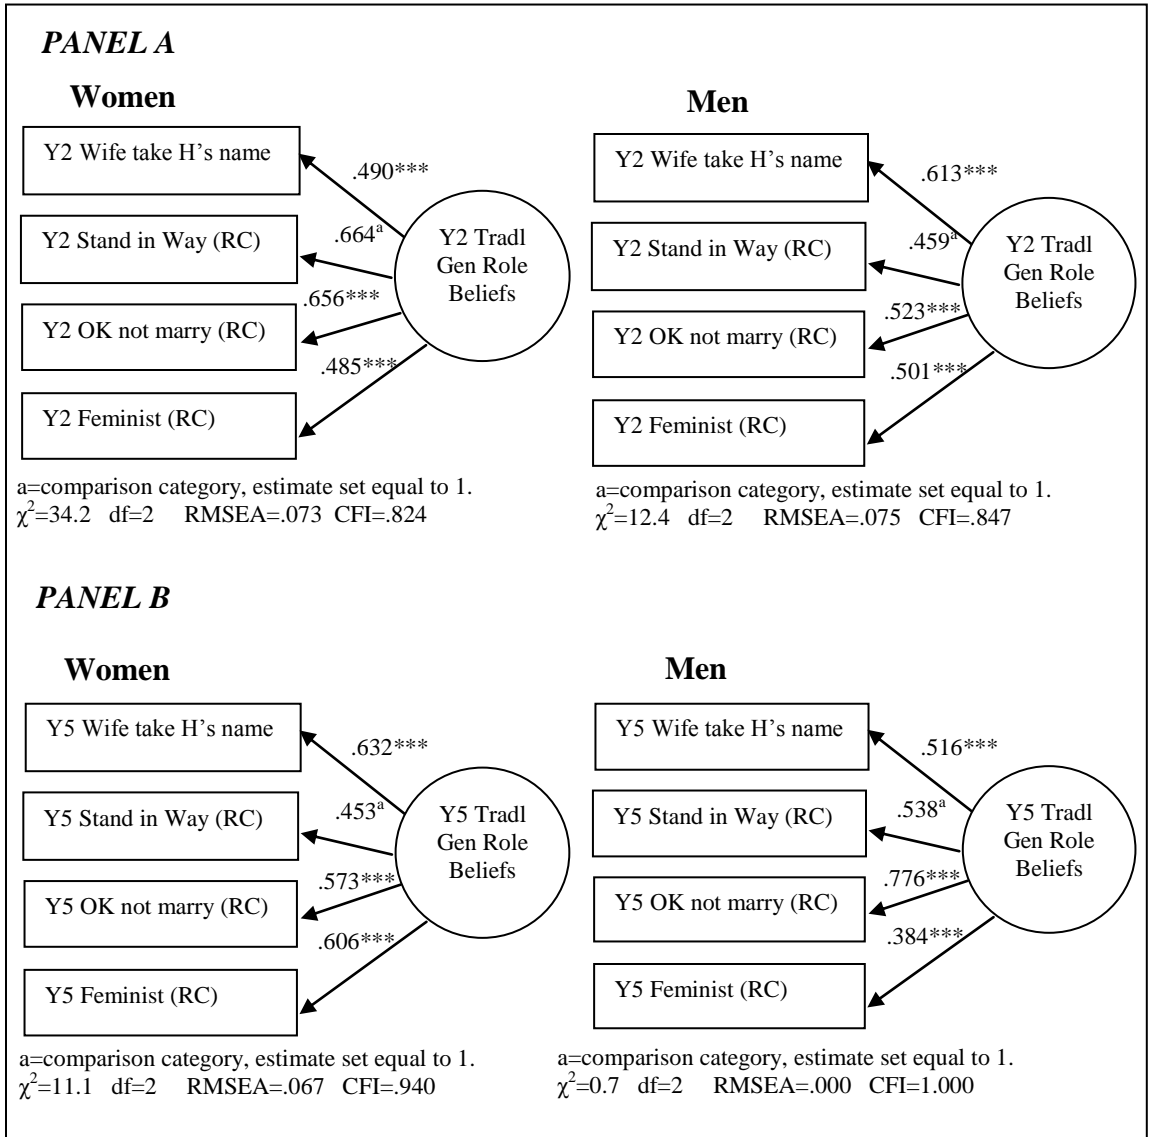 PANEL A
Women
Y2 Wife take H’s name
.490***
Y2 Stand in Way (RC)
.664ª
Y2 OK not marry (RC)
.656***
Y2 Feminist (RC)
.485***
Y2 Tradl
Gen Role
Beliefs
a=comparison category, estimate set equal to 1.
χ²=34.2 df=2 RMSEA=.073 CFI=.824
Men
Y2 Wife take H’s name
.613***
Y2 Stand in Way (RC)
.459ª
Y2 OK not marry (RC)
.523***
Y2 Feminist (RC)
.501***
Y2 Tradl
Gen Role
Beliefs
a=comparison category, estimate set equal to 1.
χ²=12.4 df=2 RMSEA=.075 CFI=.847
PANEL B
Women
Y5 Wife take H’s name
.632***
Y5 Stand in Way (RC)
.453ª
Y5 OK not marry (RC)
.573***
Y5 Feminist (RC)
.606***
Y5 Tradl
Gen Role
Beliefs
a=comparison category, estimate set equal to 1.
χ²=11.1 df=2 RMSEA=.067 CFI=.940
Men
Y5 Wife take H’s name
.516***
Y5 Stand in Way (RC)
.538ª
Y5 OK not marry (RC)
.776***
Y5 Feminist (RC)
.384***
Y5 Tradl
Gen Role
Beliefs
a=comparison category, estimate set equal to 1.
χ²=0.7 df=2 RMSEA=.000 CFI=1.000